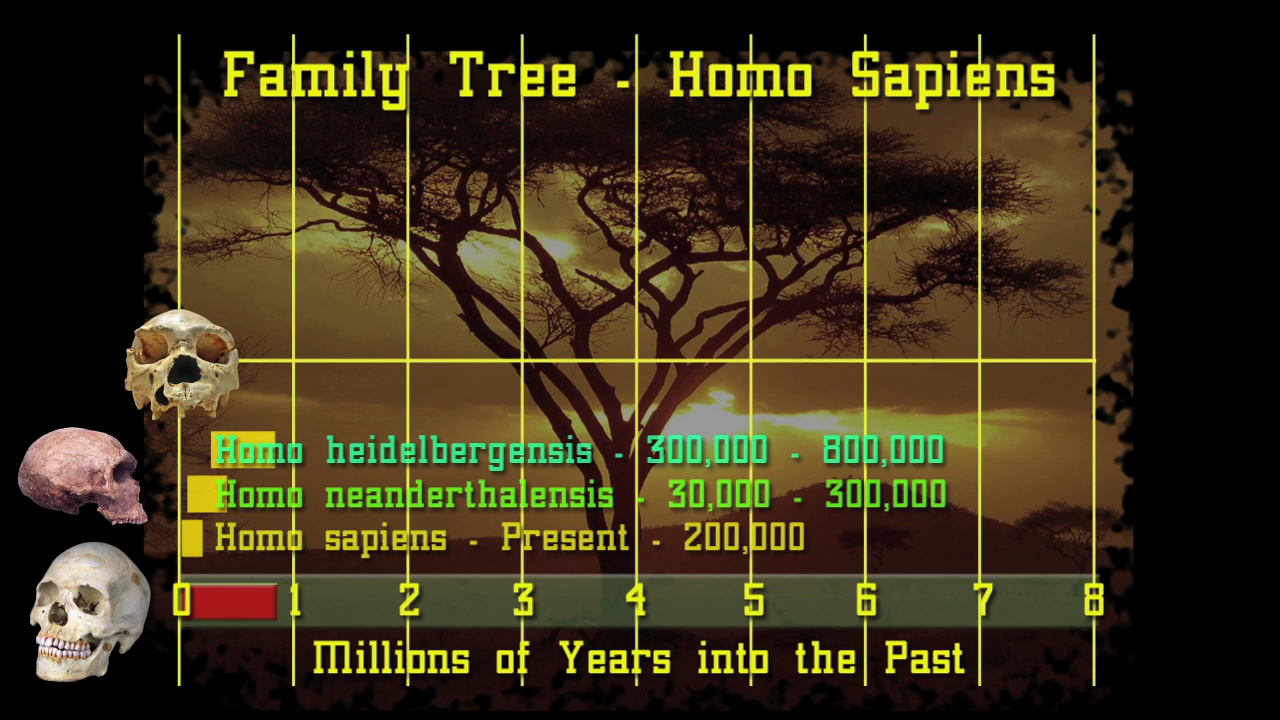 Family Tree - Homo Sapiens
Homo heidelbergensis - 300,000 - 800,000
Homo neanderthalensis - 30,000 - 300,000
Homo sapiens - Present - 200,000
0 1 2 3 4 5 6 7 8
Millions of Years into the Past